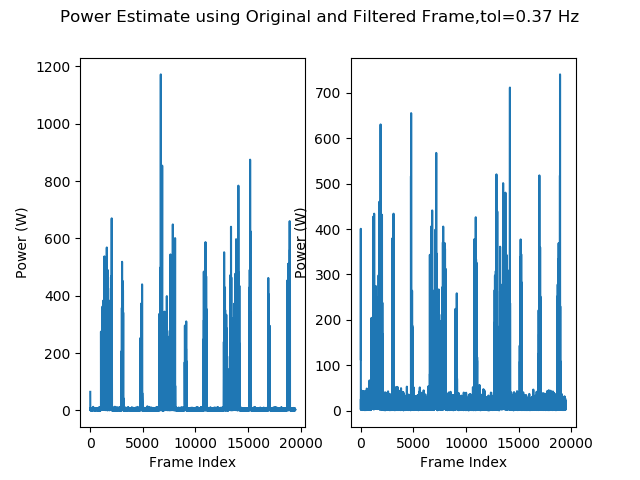 Power Estimate using Original and Filtered Frame,tol=0.37 Hz
1200
1000
800
600
400
200
0
Power (W)
0 5000 10000 15000 20000
Frame Index
700
600
500
400
300
200
100
0
Power (W)
0 5000 10000 15000 20000
Frame Index